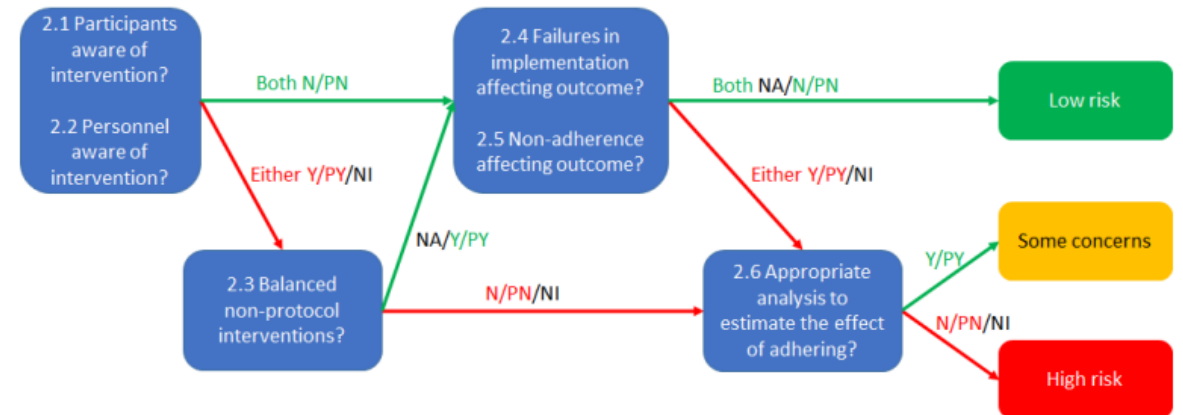 2.1 Participants
aware of
intervention?
2.2 Personnel
aware of
intervention?
Both N/PN
Either Y/PY/NI
2.3 Balanced
non-protocol
interventions?
NA/Y/PY
N/PN/NI
2.4 Failures in
implementation
affecting outcome?
2.5 Non-adherence
affecting outcome?
Both NA/N/PN
Either Y/PY/NI
2.6 Appropriate
analysis to
estimate the effect
of adhering?
Y/PY
N/PN/NI
Low risk
Some concerns
High risk